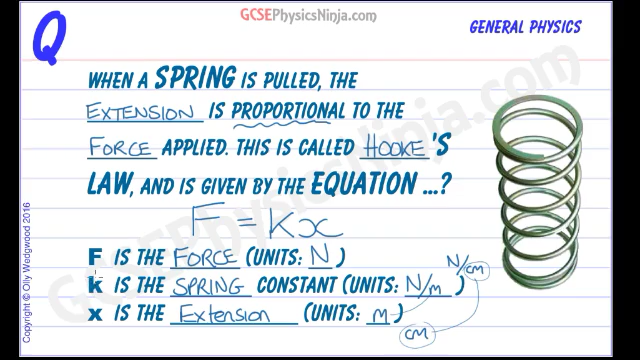 GCSEPhysicsNinja.com
GENERAL PHYSICS
Q
WHEN A SPRING IS PULLED, THE
EXTENSION IS PROPORTIONAL TO THE
FORCE APPLIED. THIS IS CALLED HOOKE'S
LAW, AND IS GIVEN BY THE EQUATION ...?
F = Kx
F IS THE FORCE (UNITS: N)
N/cm
k IS THE SPRING CONSTANT (UNITS: N/m)
x IS THE Extension (UNITS: m)
cm
Copyright © Olly Wedgwood 2016
GCSEPhysicsNinja.com